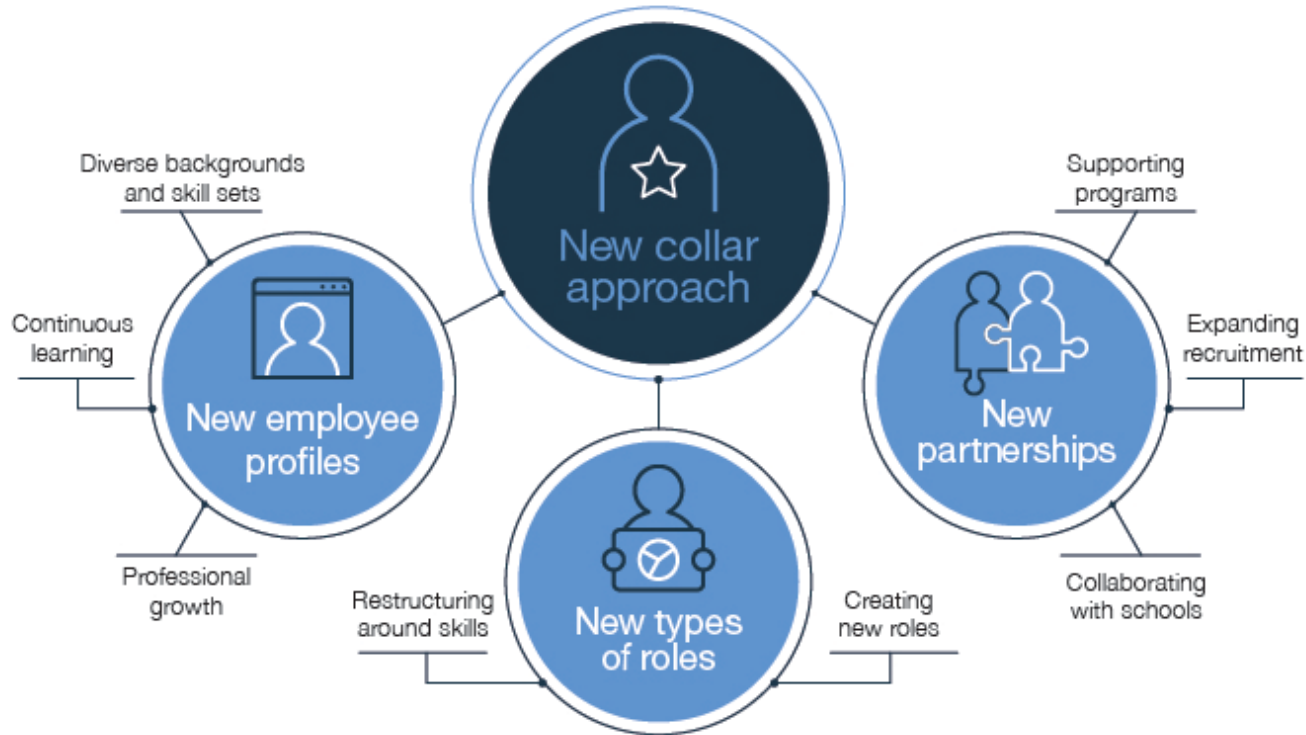 New collar
approach
Diverse backgrounds
and skill sets
Continuous
learning
New employee
profiles
Professional
growth
Restructuring
around skills
New types
of roles
Creating
new roles
Supporting
programs
Expanding
recruitment
New
partnerships
Collaborating
with schools